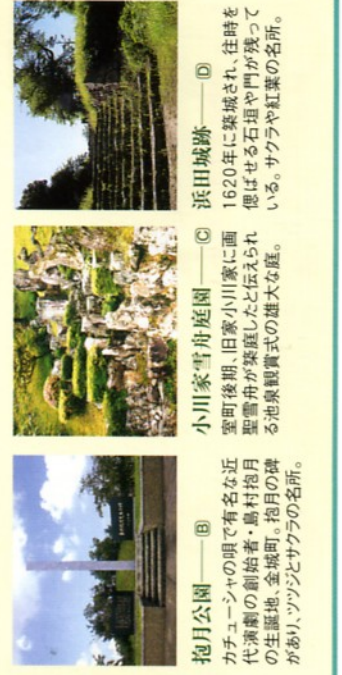 抱月公園──Ⓑ
カチューシャの唄で有名な近
代演劇の創始者・島村抱月
の生誕地、金城町。抱月の碑
があり、ツツジとサクラの名所。
小川家雪舟庭園──Ⓒ
室町後期、旧家小川家に画
聖雪舟が築庭したと伝えられ
る池泉観賞式の雄大な庭。
浜田城跡──Ⓓ
1620年に築城され、往時を
偲ばせる石垣や門が残って
いる。サクラや紅葉の名所。